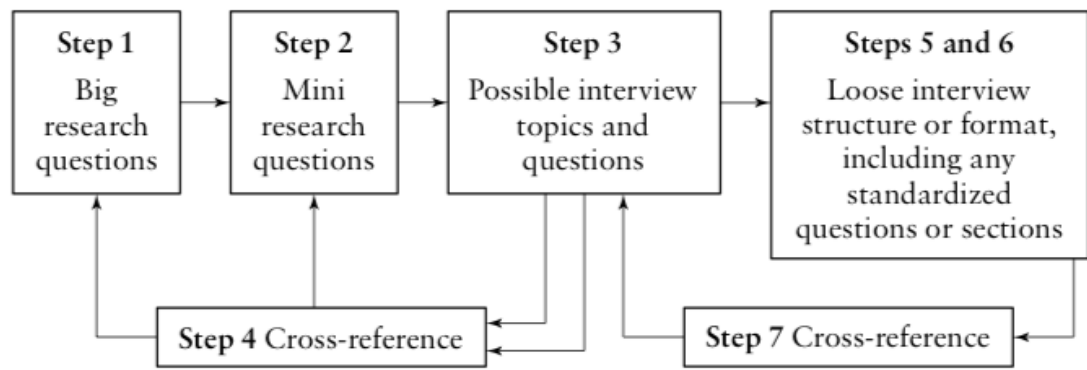 Step 1
Big
research
questions
Step 2
Mini
research
questions
Step 3
Possible interview
topics and
questions
Steps 5 and 6
Loose interview
structure or format,
including any
standardized
questions or sections
Step 4 Cross-reference
Step 7 Cross-reference